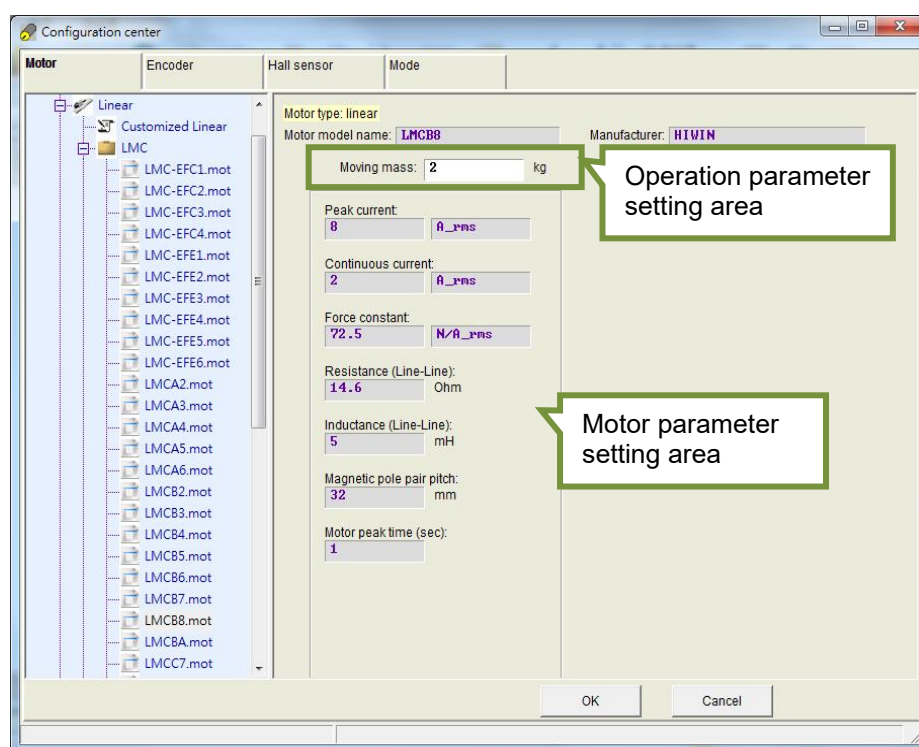 Configuration center
Motor
Encoder
Hall sensor
Mode
Linear
Customized Linear
LMC
LMC-EFC1.mot
LMC-EFC2.mot
LMC-EFC3.mot
LMC-EFC4.mot
LMC-EFE1.mot
LMC-EFE2.mot
LMC-EFE3.mot
LMC-EFE4.mot
LMC-EFE5.mot
LMC-EFE6.mot
LMCA2.mot
LMCA3.mot
LMCA4.mot
LMCA5.mot
LMCA6.mot
LMCB2.mot
LMCB3.mot
LMCB4.mot
LMCB5.mot
LMCB6.mot
LMCB7.mot
LMCB8.mot
LMCBA.mot
LMCC7.mot
Motor type: linear
Motor model name: LMCB8 Manufacturer: HIWIN
Moving mass: 2 kg
Operation parameter
setting area
Peak current:
8 A_rms
Continuous current:
2 A_rms
Force constant:
72.5 N/A_rms
Resistance (Line-Line):
14.6 Ohm
Inductance (Line-Line):
5 mH
Magnetic pole pair pitch:
32 mm
Motor peak time (sec):
1
Motor parameter
setting area
OK Cancel